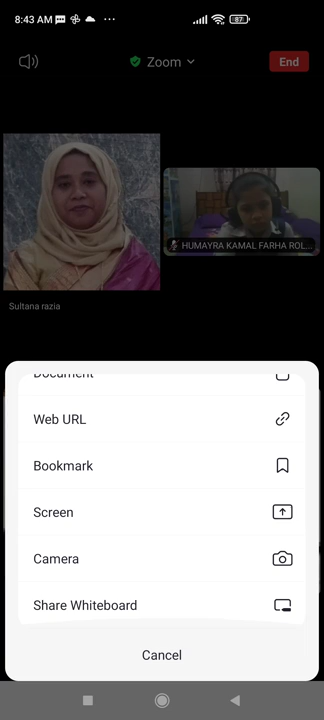 8:43 AM
87
Zoom
End
HUMAYRA KAMAL FARHA ROL...
Sultana razia
Document
Web URL
Bookmark
Screen
Camera
Share Whiteboard
Cancel